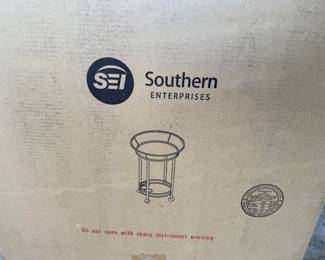 SEI Southern
ENTERPRISES
Do not open with sharp instrument warning